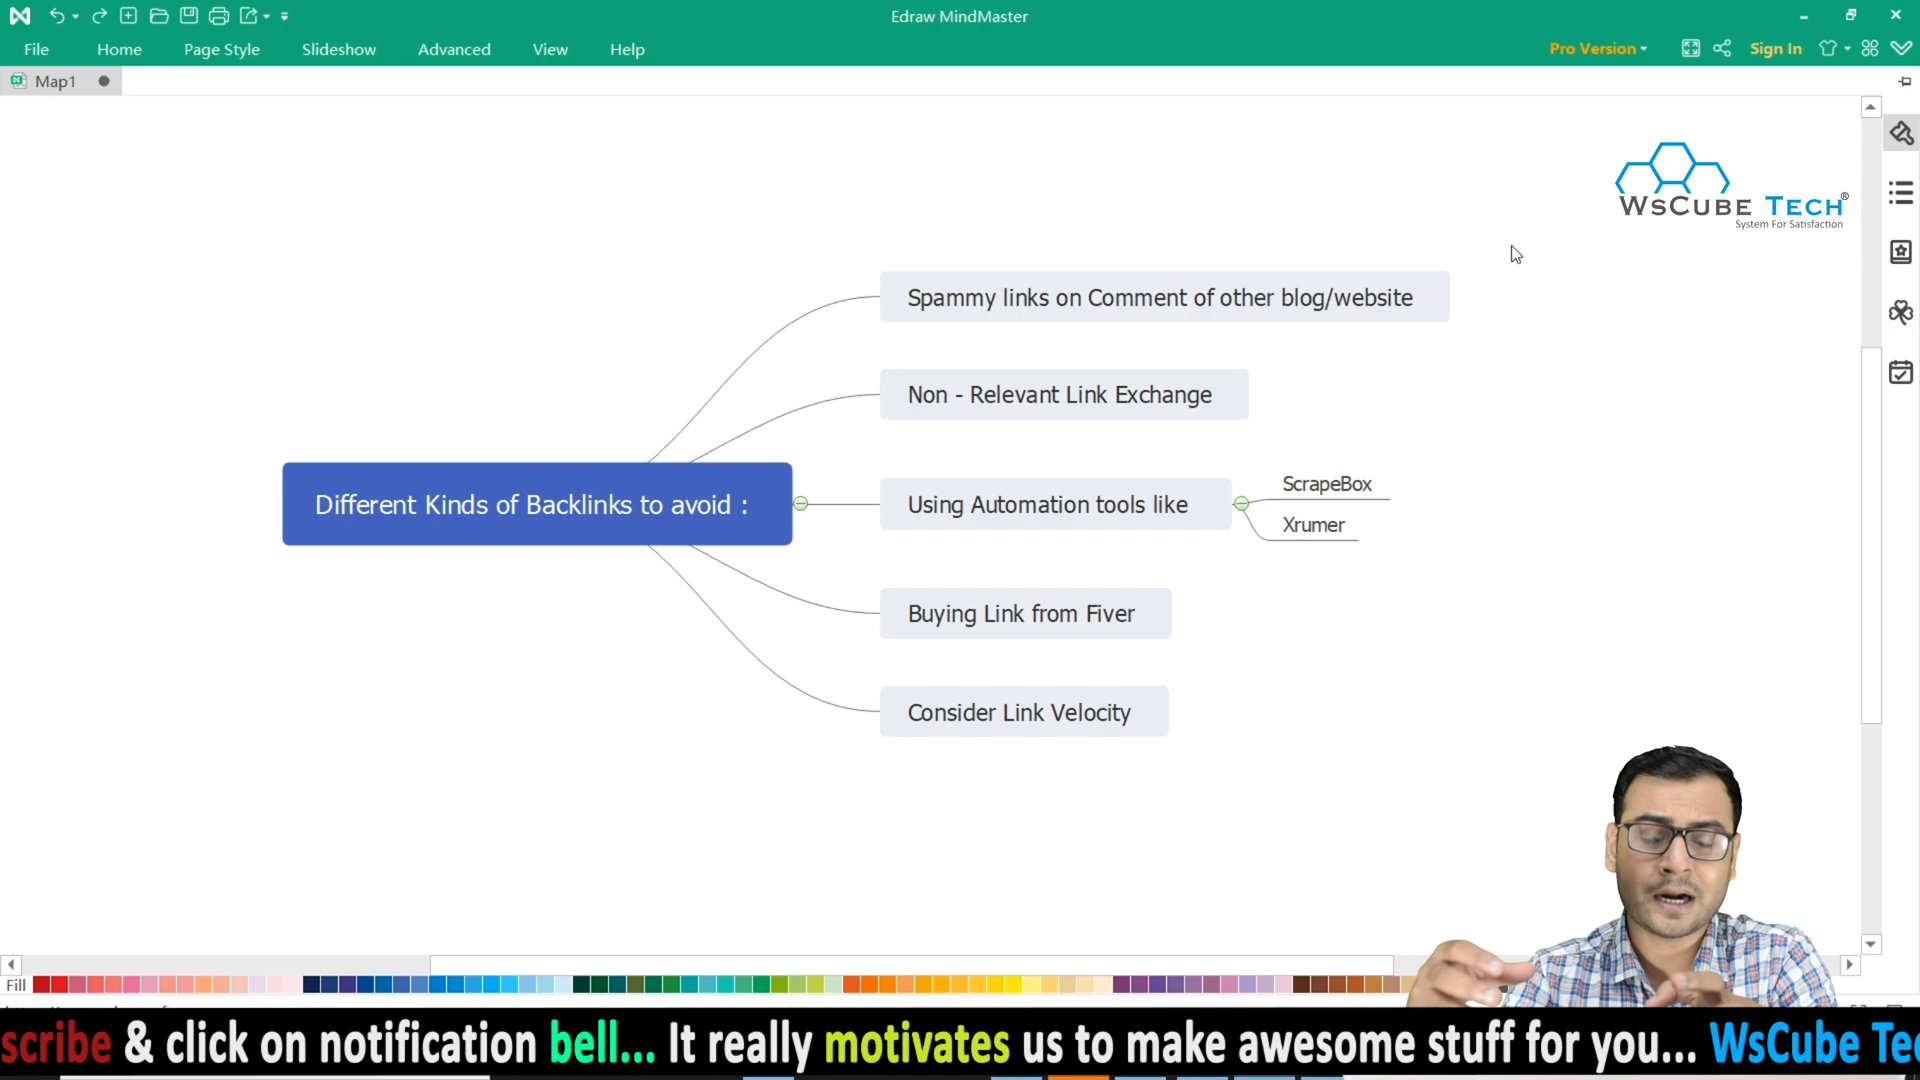 Edraw MindMaster
File Home Page Style Slideshow Advanced View Help Pro Version Sign In
Map1
WsCube Tech®
System For Satisfaction
Spammy links on Comment of other blog/website
Non - Relevant Link Exchange
Different Kinds of Backlinks to avoid :
Using Automation tools like
ScrapeBox
Xrumer
Buying Link from Fiver
Consider Link Velocity
Fill
scribe & click on notification bell... It really motivates us to make awesome stuff for you... WsCube Tec